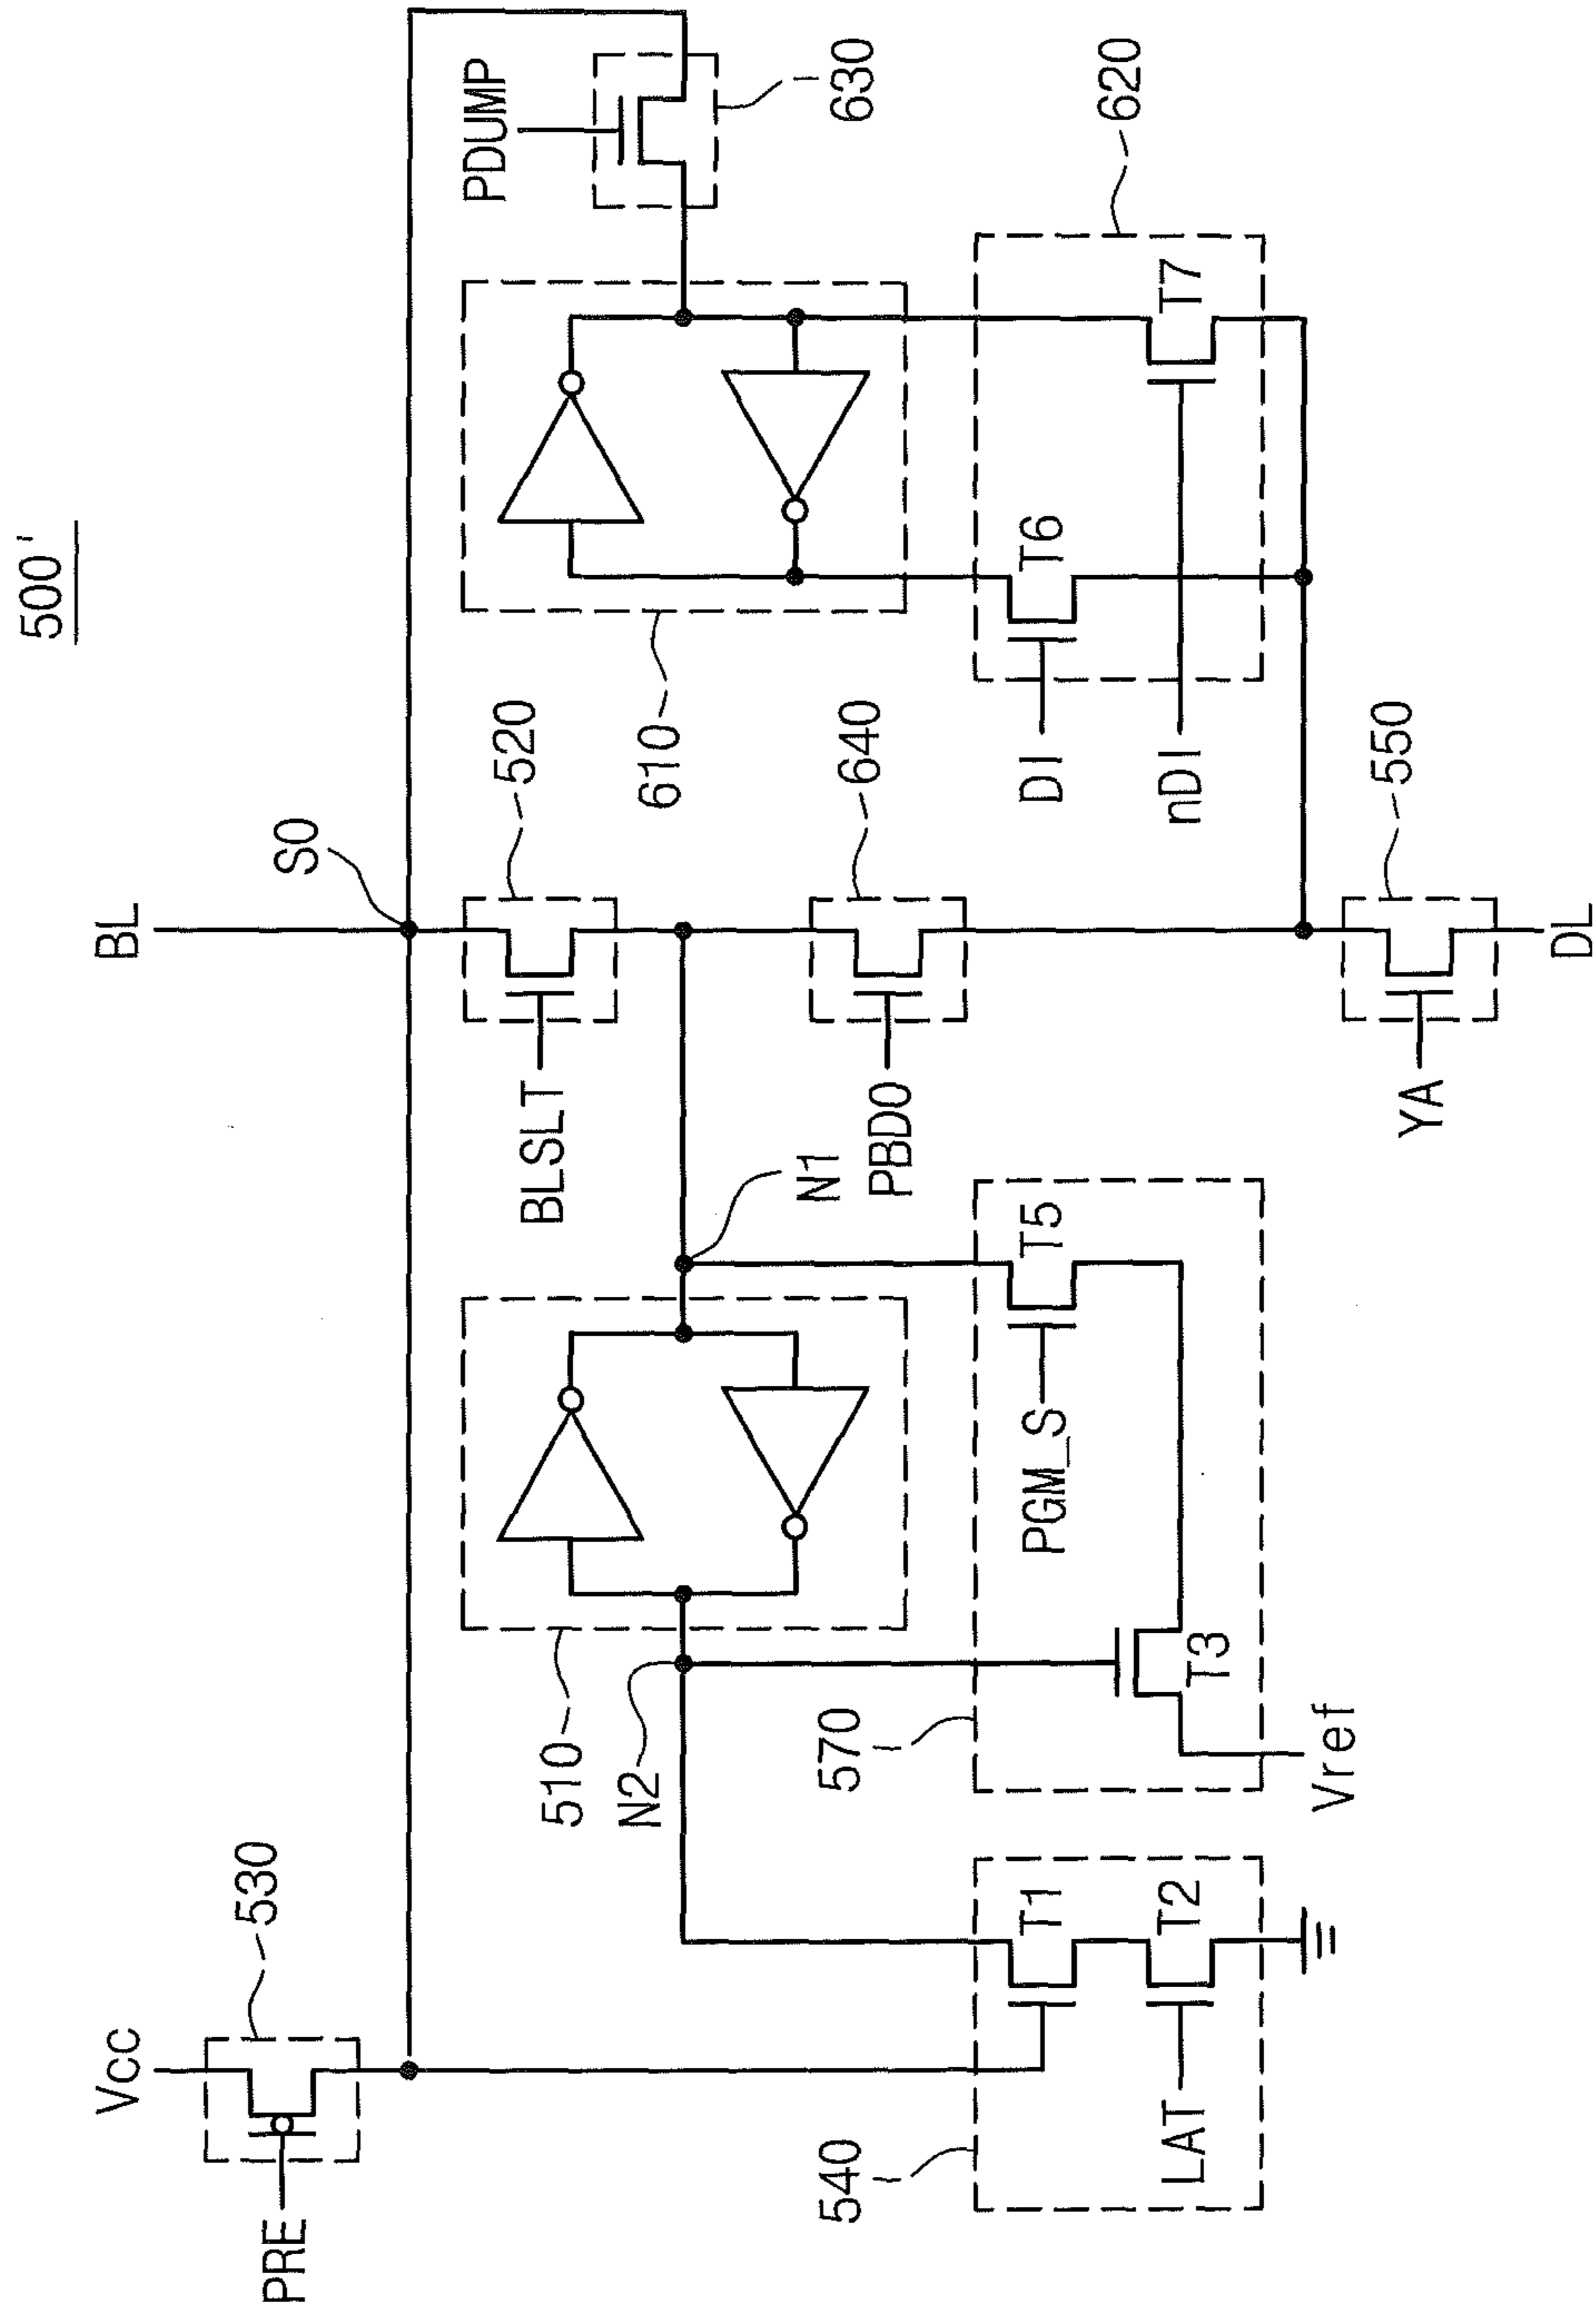 500'
Vcc
BL
530
S0
PRE
PDUMP
520
BLSLT
510
N2
610
N1
630
640
PBD0
540
570
T1
T3
PGM_S
T5
DI
T6
620
LAT
T2
nDI
T7
Vref
YA
550
DL